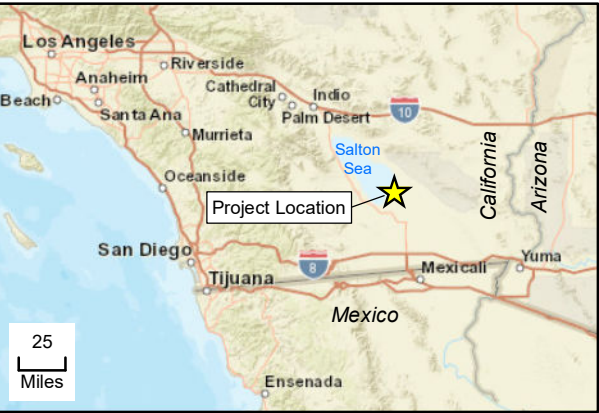 Los Angeles
Riverside
Anaheim
Cathedral
City
Indio
Beach
Santa Ana
Palm Desert
10
Murrieta
Salton
Sea
California
Arizona
Oceanside
Project Location
San Diego
8
Yuma
Tijuana
Mexicali
Mexico
25
Miles
Ensenada